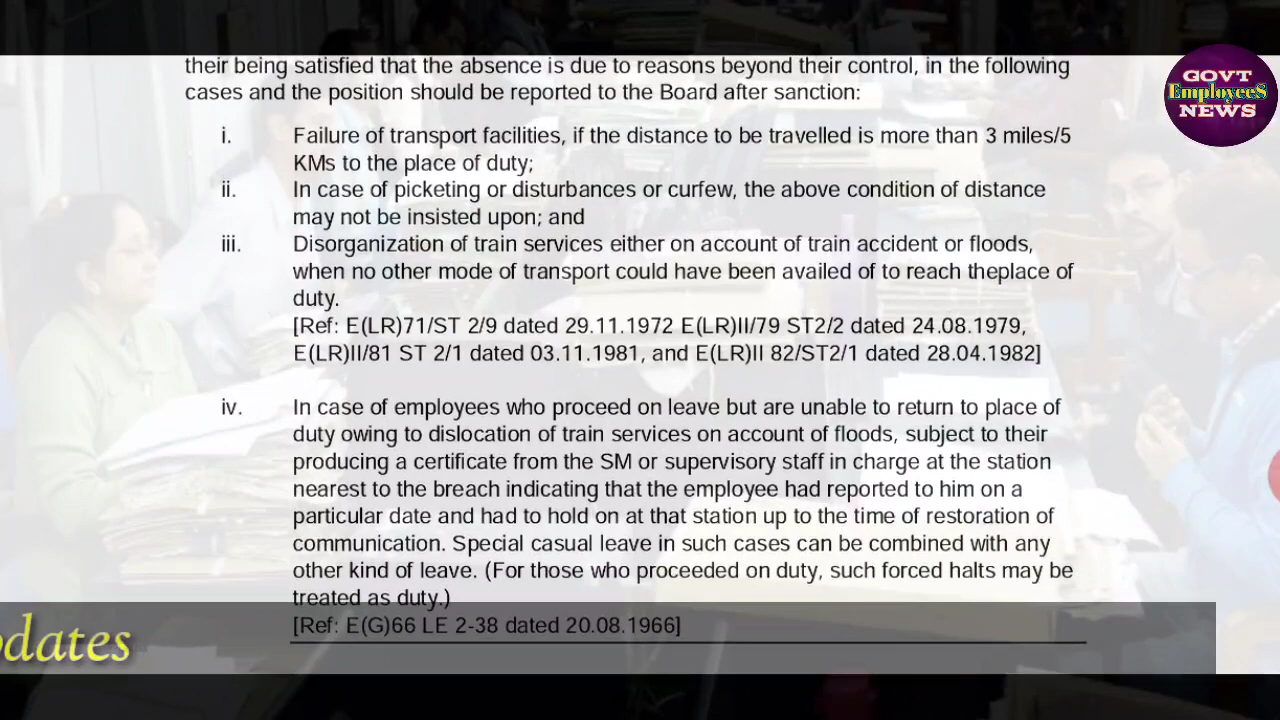 their being satisfied that the absence is due to reasons beyond their control, in the following
cases and the position should be reported to the Board after sanction:
GOVT
EmployeeS
NEWS
i. Failure of transport facilities, if the distance to be travelled is more than 3 miles/5
KMs to the place of duty;
ii. In case of picketing or disturbances or curfew, the above condition of distance
may not be insisted upon; and
iii. Disorganization of train services either on account of train accident or floods,
when no other mode of transport could have been availed of to reach theplace of
duty.
[Ref: E(LR)71/ST 2/9 dated 29.11.1972 E(LR)II/79 ST2/2 dated 24.08.1979,
E(LR)II/81 ST 2/1 dated 03.11.1981, and E(LR)II 82/ST2/1 dated 28.04.1982]
iv. In case of employees who proceed on leave but are unable to return to place of
duty owing to dislocation of train services on account of floods, subject to their
producing a certificate from the SM or supervisory staff in charge at the station
nearest to the breach indicating that the employee had reported to him on a
particular date and had to hold on at that station up to the time of restoration of
communication. Special casual leave in such cases can be combined with any
other kind of leave. (For those who proceeded on duty, such forced halts may be
treated as duty.)
[Ref: E(G)66 LE 2-38 dated 20.08.1966]
dates